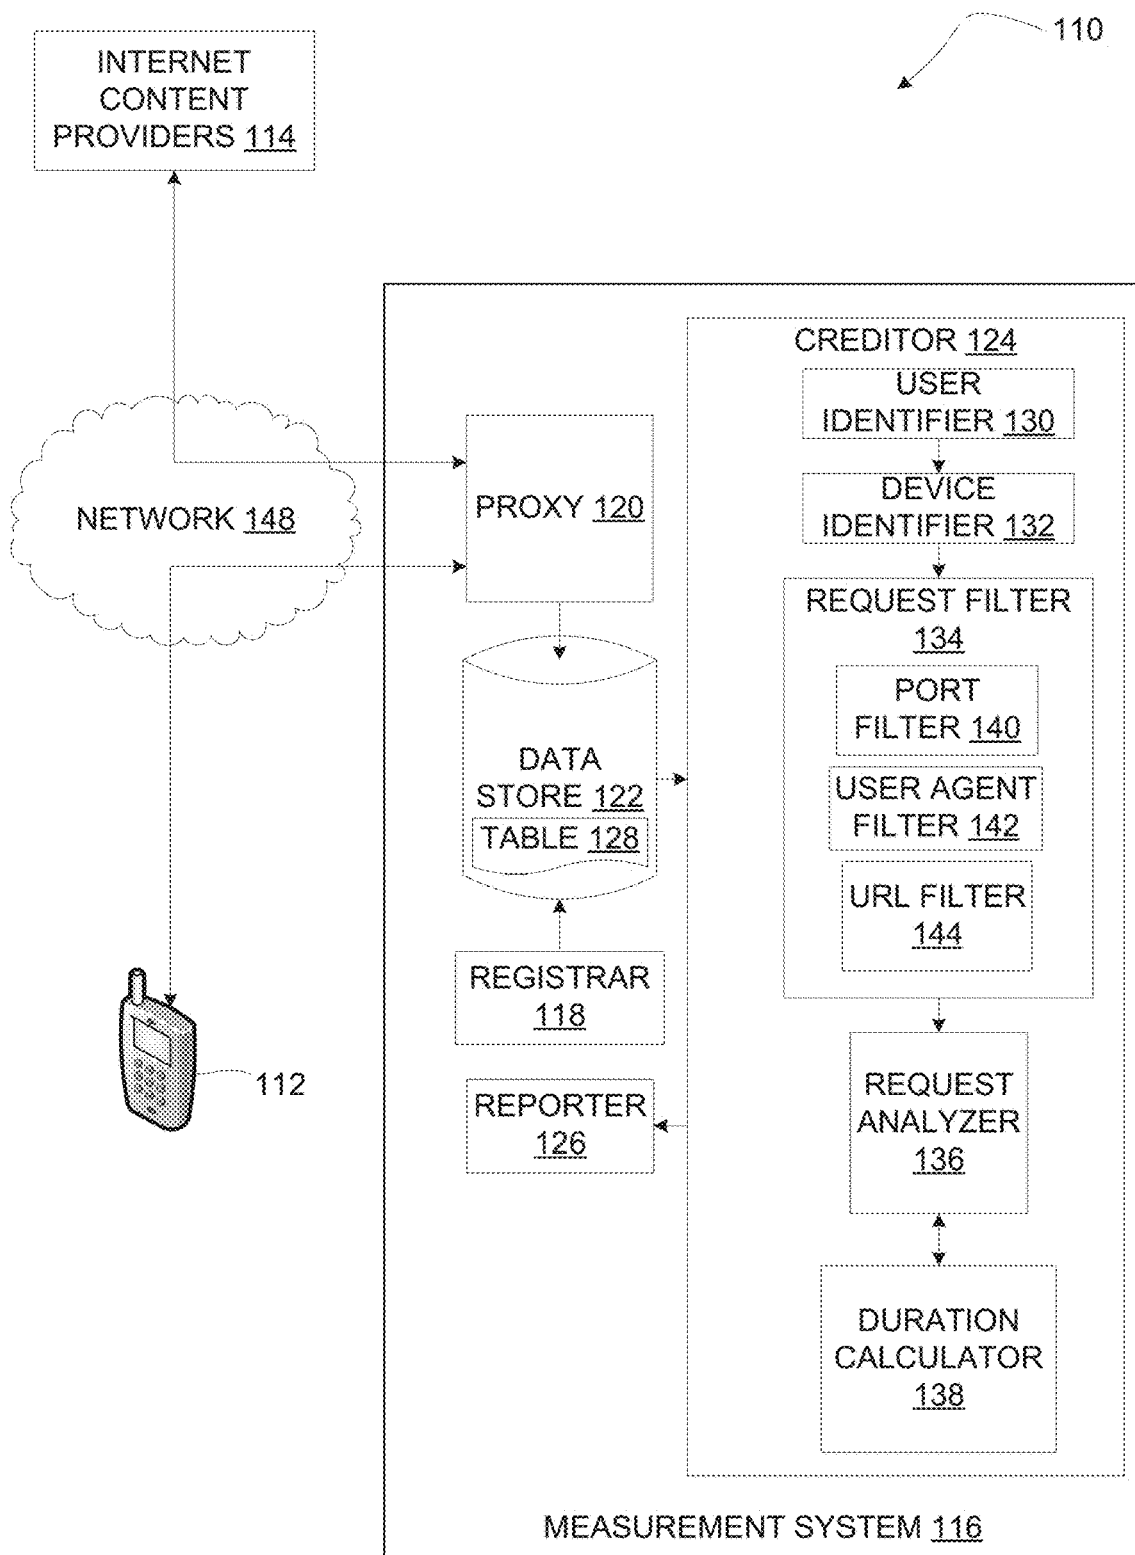 110
INTERNET
CONTENT
PROVIDERS 114
CREDITOR 124
USER
IDENTIFIER 130
DEVICE
IDENTIFIER 132
NETWORK 148
PROXY 120
REQUEST FILTER
134
PORT
FILTER 140
USER AGENT
FILTER 142
URL FILTER
144
DATA
STORE 122
TABLE 128
REGISTRAR
118
112
REPORTER
126
REQUEST
ANALYZER
136
DURATION
CALCULATOR
138
MEASUREMENT SYSTEM 116